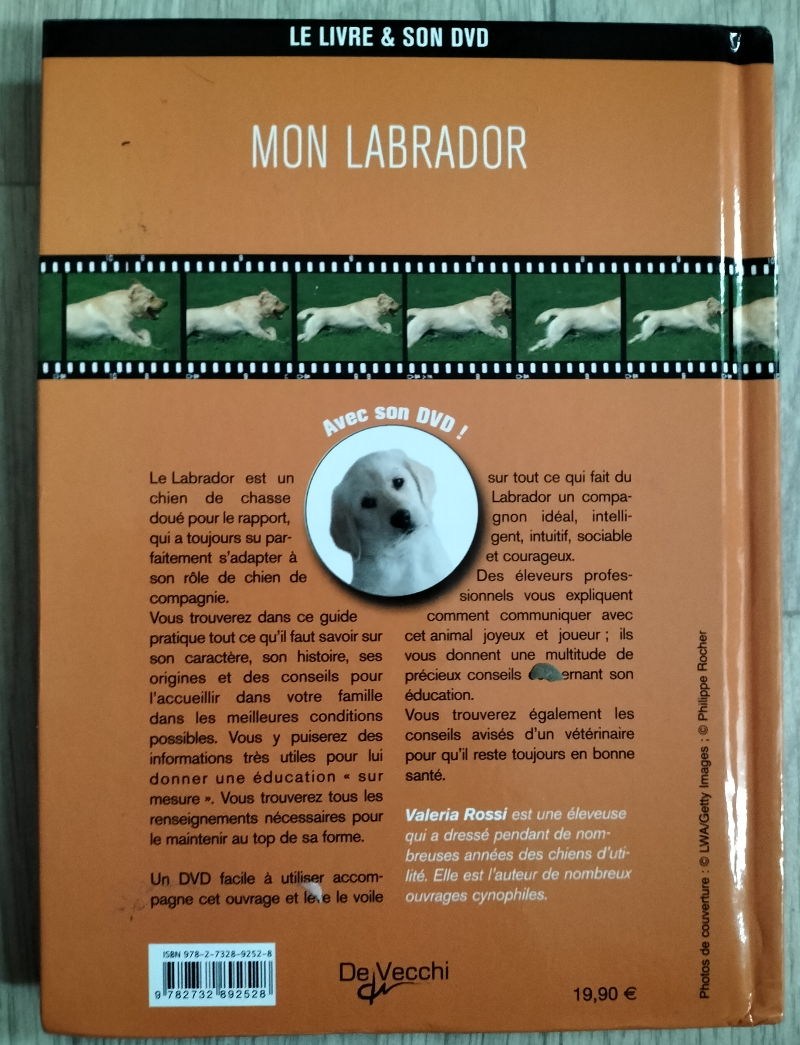 LE LIVRE & SON DVD
MON LABRADOR
Avec son DVD !
Le Labrador est un
chien de chasse
doué pour le rapport,
qui a toujours su par-
faitement s'adapter à
son rôle de chien de
compagnie.
Vous trouverez dans ce guide
pratique tout ce qu'il faut savoir sur
son caractère, son histoire, ses
origines et des conseils pour
l'accueillir dans votre famille
dans les meilleures conditions
possibles. Vous y puiserez des
informations très utiles pour lui
donner une éducation « sur
mesure ». Vous trouverez tous les
renseignements nécessaires pour
le maintenir au top de sa forme.
Un DVD facile à utiliser accom-
pagne cet ouvrage et lève le voile
sur tout ce qui fait du
Labrador un compa-
gnon idéal, intelli-
gent, intuitif, sociable
et courageux.
Des éleveurs profes-
sionnels vous expliquent
comment communiquer avec
cet animal joyeux et joueur ; ils
vous donnent une multitude de
précieux conseils son
éducation.
Vous trouverez également les
conseils avisés d'un vétérinaire
pour qu'il reste toujours en bonne
santé.
Valeria Rossi est une éleveuse
qui a dressé pendant de nom-
breuses années des chiens d'uti-
lité. Elle est l'auteur de nombreux
ouvrages cynophiles.
Photos de couverture : © LWA/Getty Images ; © Philippe Rocher
ISBN 978-2-7328-9252-8
9 782732 892528
De Vecchi
19,90 €